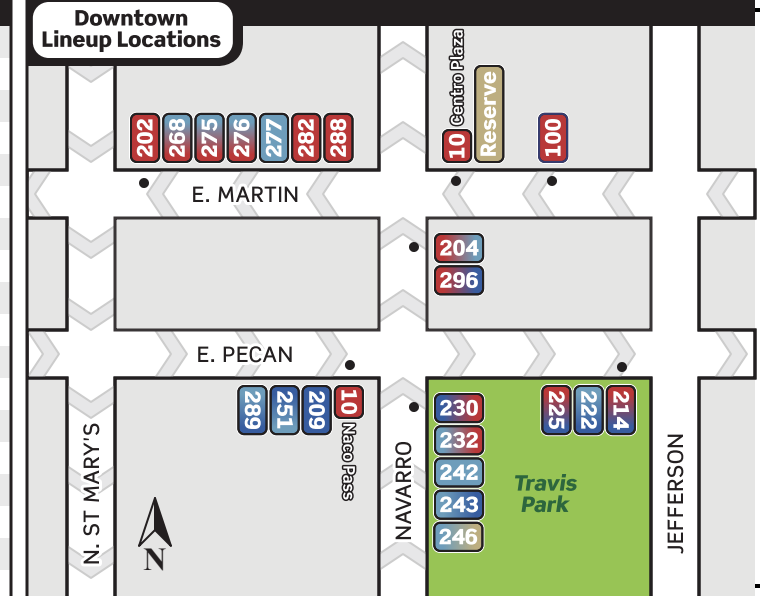 Downtown
Lineup Locations
202
268
275
276
277
282
288
10 Centro Plaza
Reserve
100
E. MARTIN
204
296
E. PECAN
289
251
209
10 Naco Pass
230
232
242
243
246
225
222
214
Travis
Park
N. ST MARY'S
NAVARRO
JEFFERSON
N